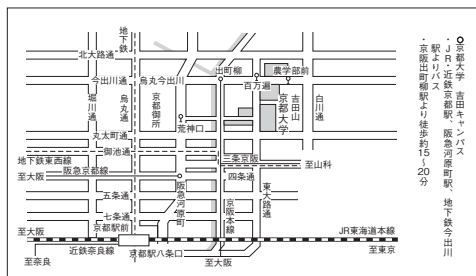 ○京都大学 吉田キャンパス
・JR・近鉄京都駅、阪急河原町駅、地下鉄今出川
駅よりバス
・京阪出町柳駅より徒歩約15~20分
地下鉄
北大路通
烏丸今出川
出町柳
農学部前
今出川通
百万遍
堀川通
烏丸通
京都御所
京都大学
吉田山
白川通
丸太町通
荒神口
御池通
地下鉄東西線
三条京阪
至山科
至大阪
阪急京都線
四条通
五条通
阪急河原町
京阪本線
東大路通
七条通
京都駅前
至大阪
JR東海道本線
近鉄奈良線
京都駅八条口
至東京
至奈良
至大阪